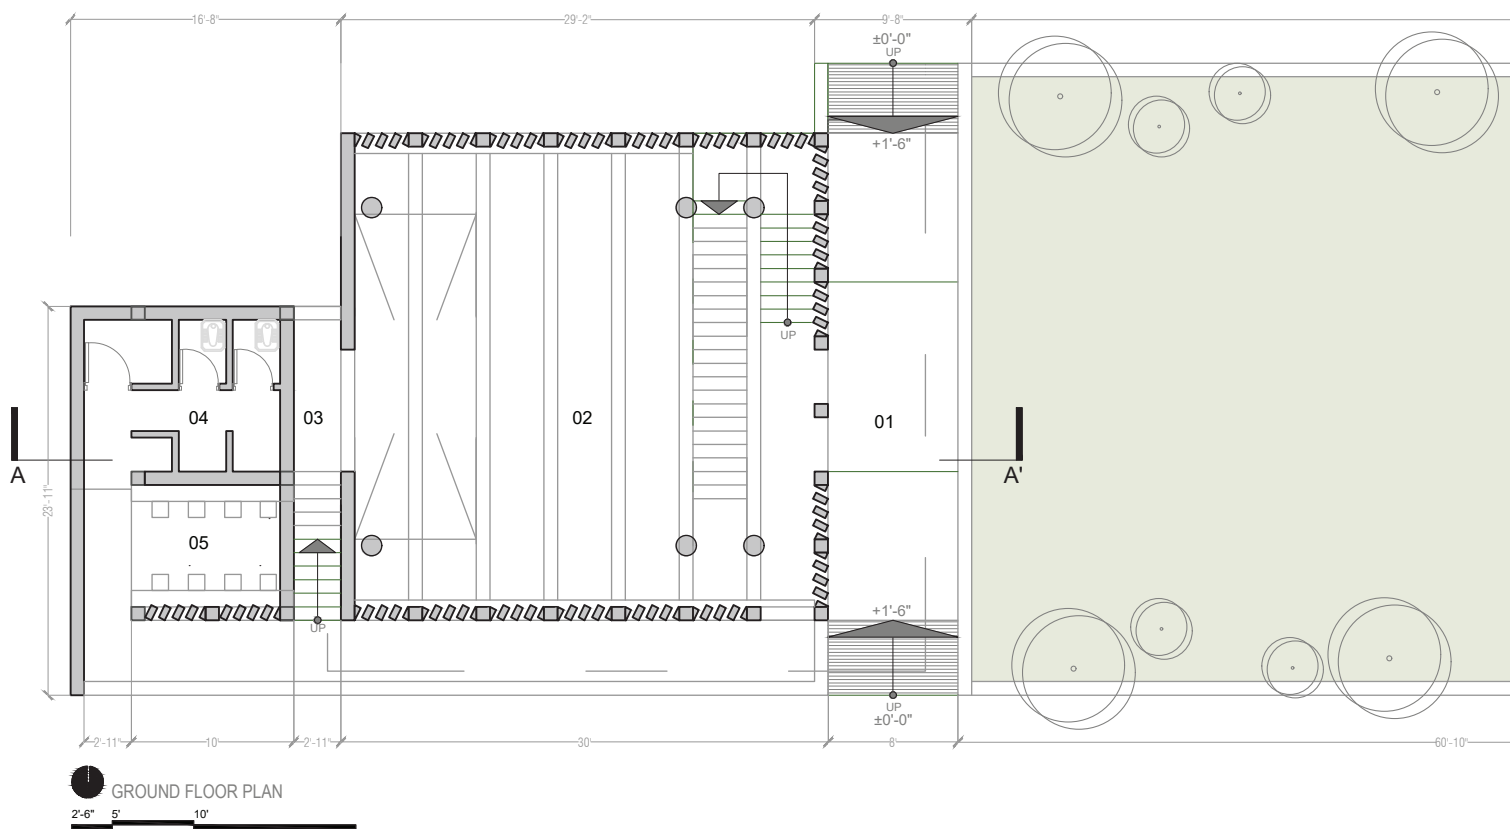 16'-8"
29'-2"
9'-8"
±0'-0"
UP
+1'-6"
UP
04
03
02
01
A
A'
23'-11"
05
UP
+1'-6"
UP
±0'-0"
2'-11"
10'
2'-11"
30'
8'
60'-10"
GROUND FLOOR PLAN
2'-6" 5' 10'